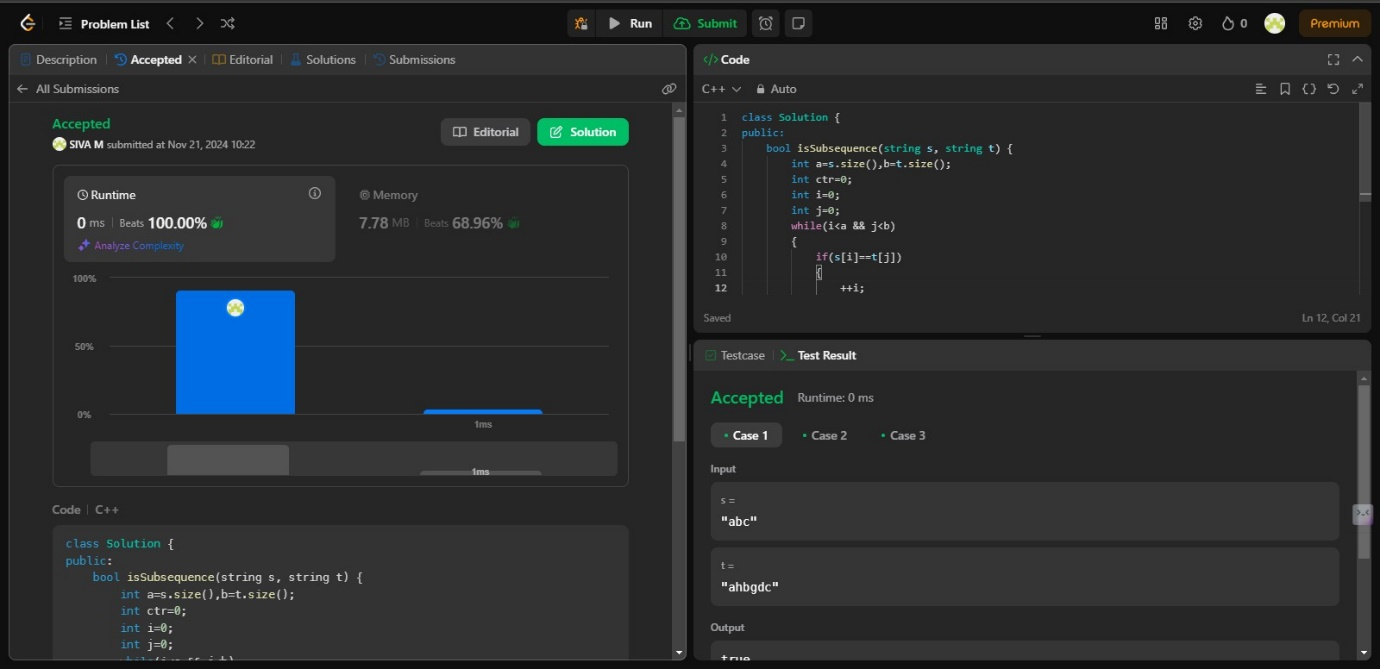 Problem List
Run
Submit
0
Premium
Description
Accepted
Editorial
Solutions
Submissions
All Submissions
Accepted
SIVA M submitted at Nov 21, 2024 10:22
Editorial
Solution
Runtime
0 ms | Beats 100.00%
Analyze Complexity
Memory
7.78 MB | Beats 68.96%
100%
50%
0%
1ms
1ms
Code | C++
class Solution {
public:
bool isSubsequence(string s, string t) {
int a=s.size(),b=t.size();
int ctr=0;
int i=0;
int j=0;
</>Code
C++
Auto
1 class Solution {
2 public:
3 bool isSubsequence(string s, string t) {
4 int a=s.size(),b=t.size();
5 int ctr=0;
6 int i=0;
7 int j=0;
8 while(i<a && j<b)
9 {
10 if(s[i]==t[j])
11 {
12 ++i;
Saved
Ln 12, Col 21
Testcase
Test Result
Accepted Runtime: 0 ms
Case 1
Case 2
Case 3
Input
s =
"abc"
t =
"ahbgdc"
Output
true